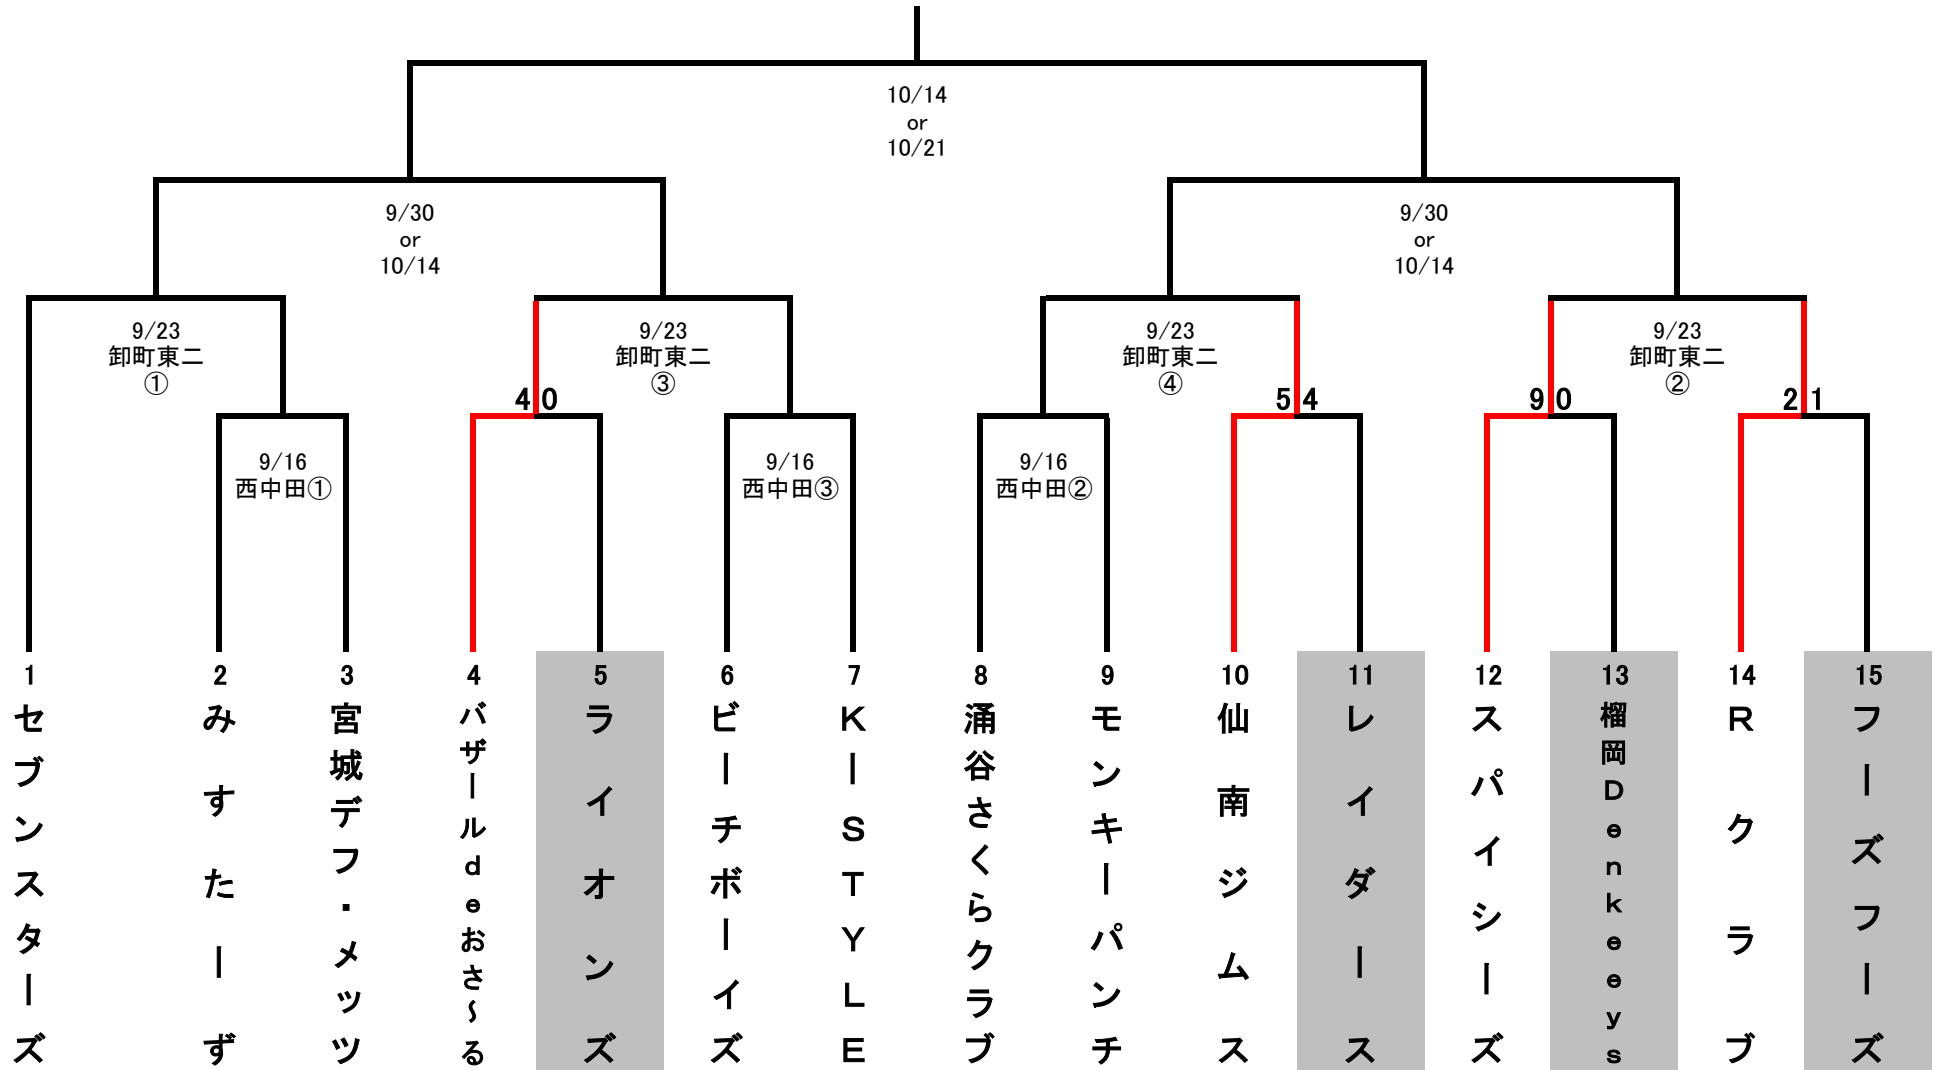 10/14
or
10/21
9/30
or
10/14
9/30
or
10/14
9/23
卸町東二
①
9/23
卸町東二
③
9/23
卸町東二
④
9/23
卸町東二
②
4 0
5 4
9 0
2 1
9/16
西中田①
9/16
西中田③
9/16
西中田②
1
セブンスターズ
2
みすたーず
3
宮城デフ・メッツ
4
バザールdeおさ~る
5
ライオンズ
6
ビーチボーイズ
7
KISTYLE
8
涌谷さくらクラブ
9
モンキーパンチ
10
仙南ジムス
11
レイダース
12
スパイシーズ
13
榴岡Denkeeys
14
Rクラブ
15
フーズフーズ